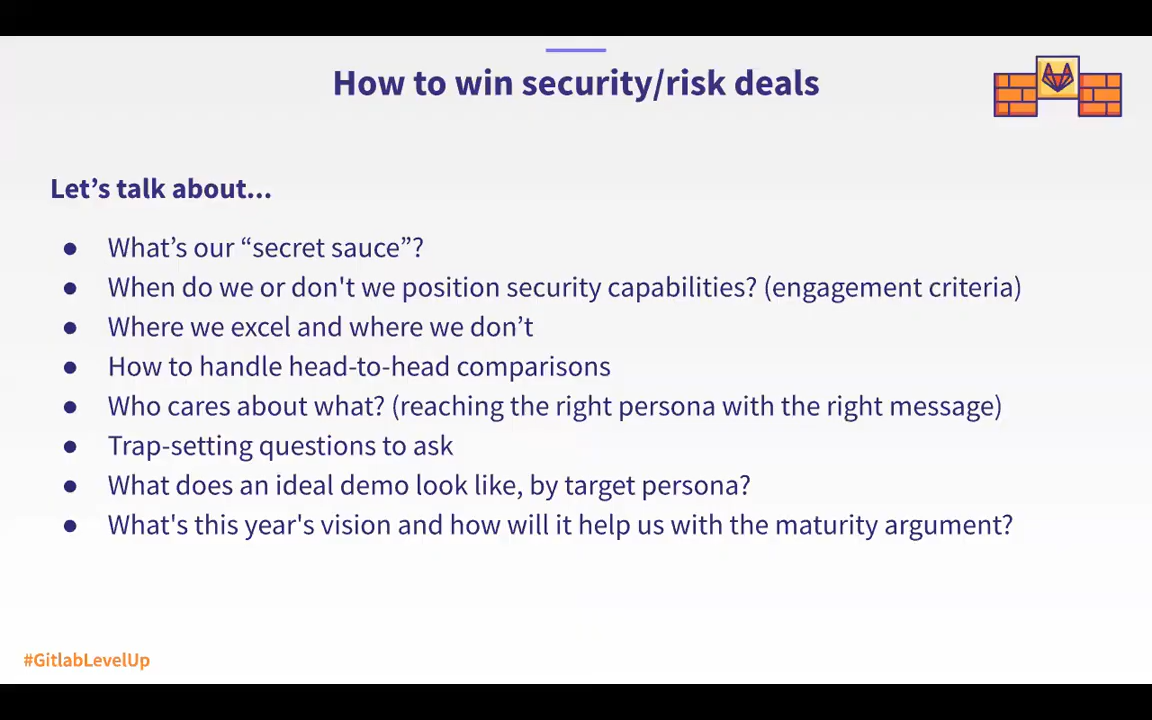 How to win security/risk deals
Let’s talk about...
● What’s our “secret sauce”?
● When do we or don't we position security capabilities? (engagement criteria)
● Where we excel and where we don’t
● How to handle head-to-head comparisons
● Who cares about what? (reaching the right persona with the right message)
● Trap-setting questions to ask
● What does an ideal demo look like, by target persona?
● What's this year's vision and how will it help us with the maturity argument?
#GitlabLevelUp